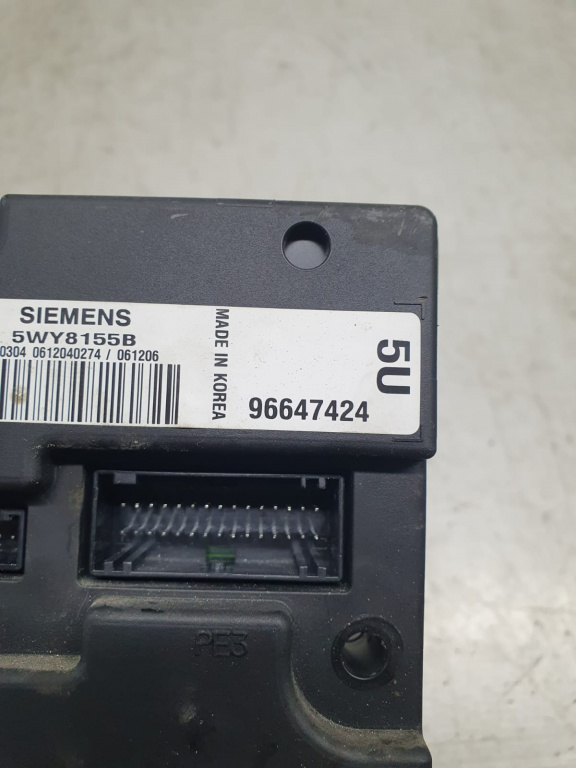 SIEMENS
5WY8155B
0304 0612040274 / 061206
MADE IN KOREA
5U
96647424
PE3